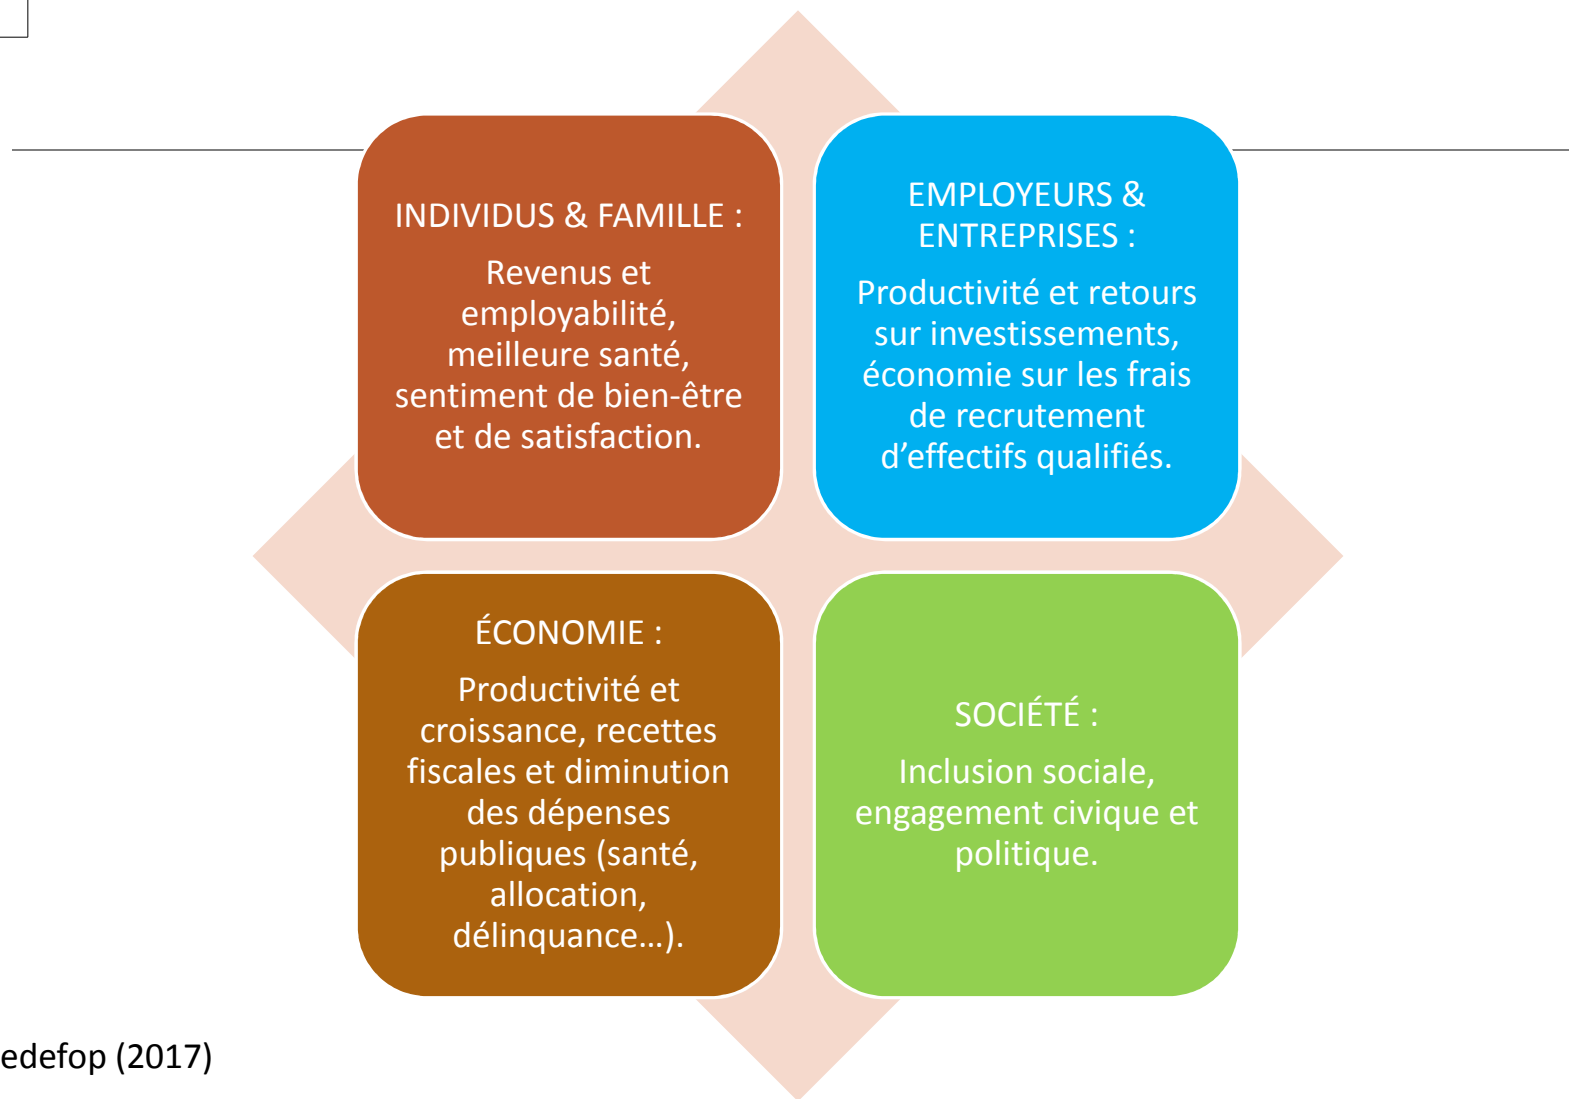 INDIVIDUS & FAMILLE :
Revenus et
employabilité,
meilleure santé,
sentiment de bien-être
et de satisfaction.
EMPLOYEURS &
ENTREPRISES :
Productivité et retours
sur investissements,
économie sur les frais
de recrutement
d’effectifs qualifiés.
ÉCONOMIE :
Productivité et
croissance, recettes
fiscales et diminution
des dépenses
publiques (santé,
allocation,
délinquance…).
SOCIÉTÉ :
Inclusion sociale,
engagement civique et
politique.
edefop (2017)